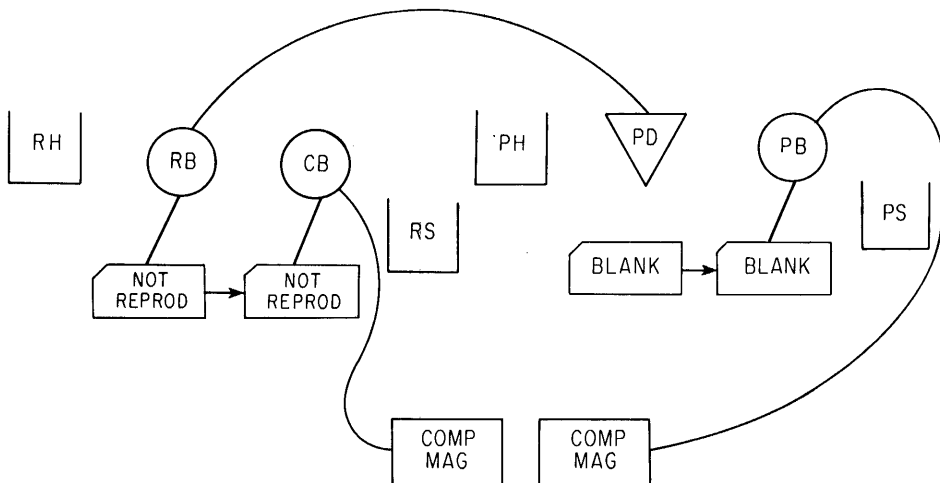 RH
RB
CB
RS
PH
PD
PB
PS
NOT
REPROD
NOT
REPROD
BLANK
BLANK
COMP
MAG
COMP
MAG